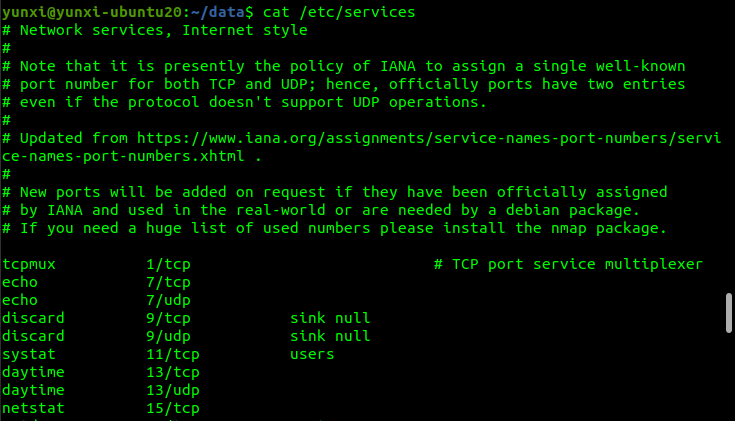 yunxi@yunxi-ubuntu20:~/data$ cat /etc/services
# Network services, Internet style
#
# Note that it is presently the policy of IANA to assign a single well-known
# port number for both TCP and UDP; hence, officially ports have two entries
# even if the protocol doesn't support UDP operations.
#
# Updated from https://www.iana.org/assignments/service-names-port-numbers/servi
ce-names-port-numbers.xhtml .
#
# New ports will be added on request if they have been officially assigned
# by IANA and used in the real-world or are needed by a debian package.
# If you need a huge list of used numbers please install the nmap package.
tcpmux          1/tcp                           # TCP port service multiplexer
echo            7/tcp
echo            7/udp
discard         9/tcp           sink null
discard         9/udp           sink null
systat          11/tcp          users
daytime         13/tcp
daytime         13/udp
netstat         15/tcp